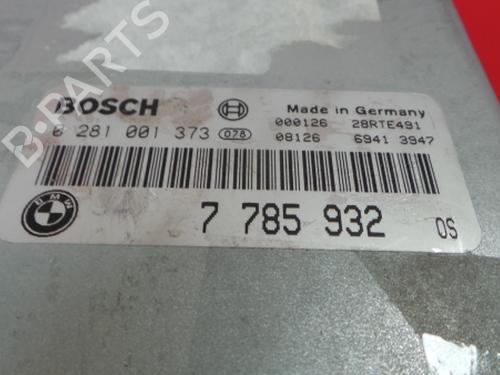 B-PARTS
BOSCH
Made in Germany
0 281 001 373 078
000126 28RTE491
08126 6941 3947
BMW
7 785 932 OS